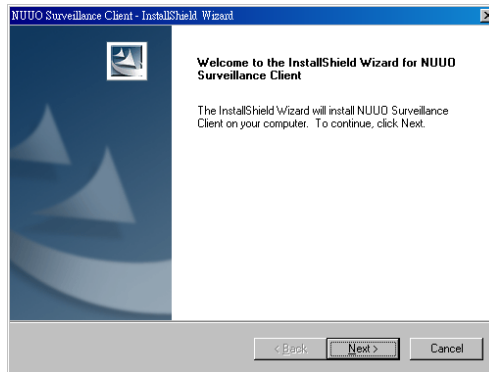 NUUO Surveillance Client - InstallShield Wizard
Welcome to the InstallShield Wizard for NUUO
Surveillance Client
The InstallShield Wizard will install NUUO Surveillance
Client on your computer. To continue, click Next.
< Back
Next >
Cancel